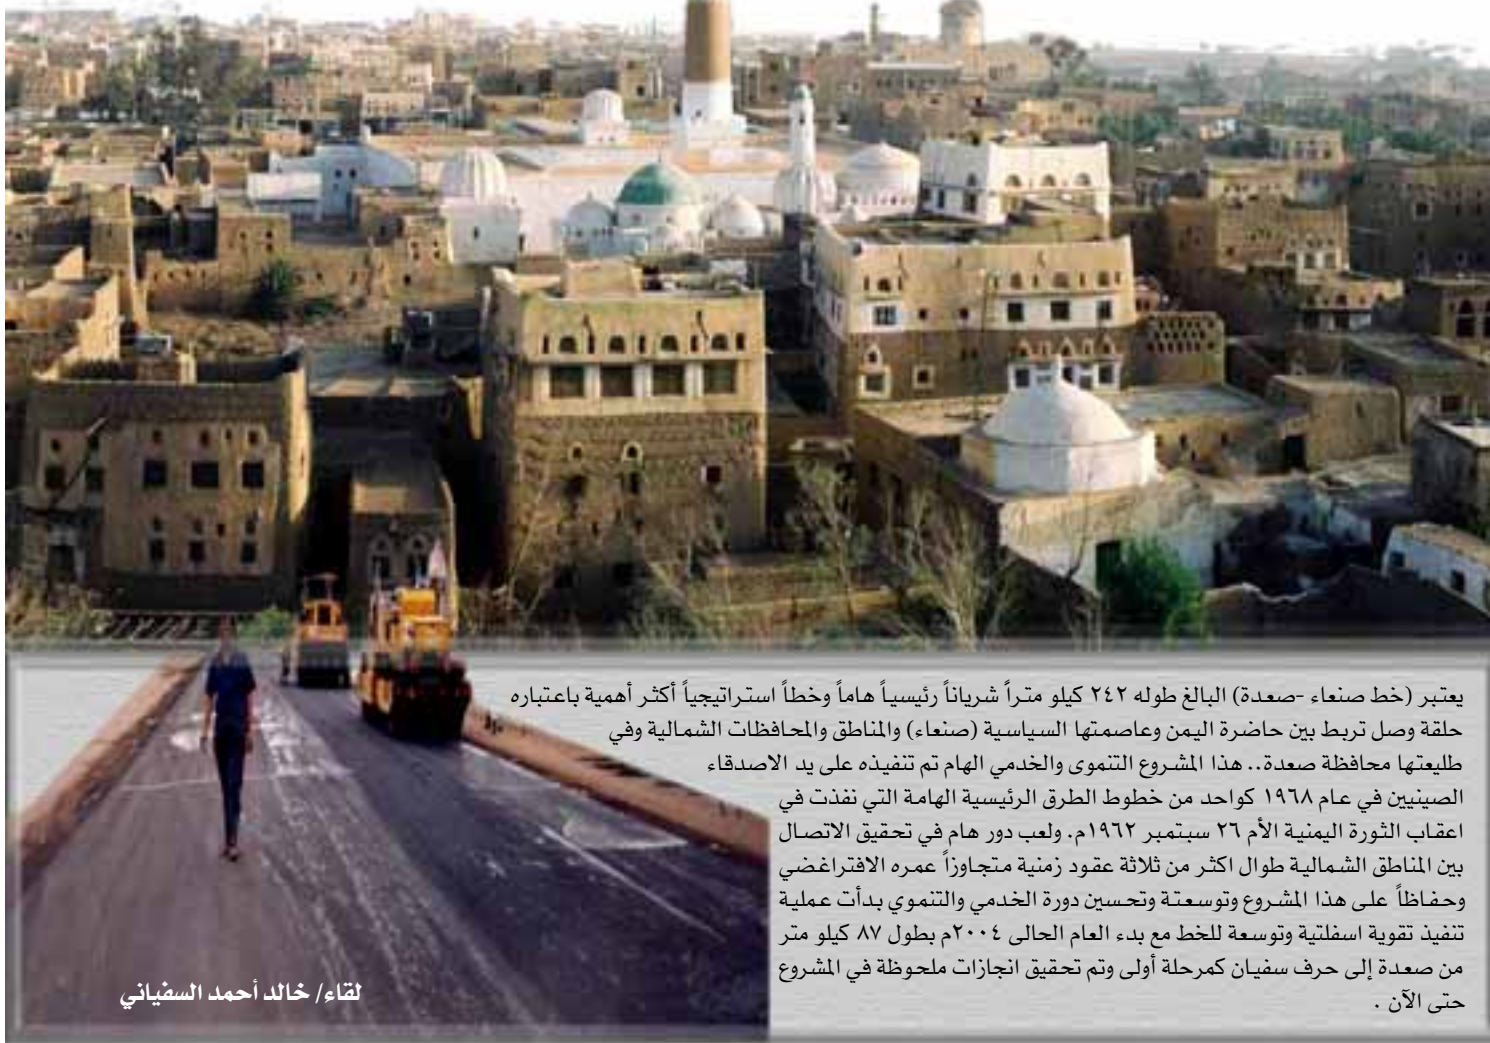 يعتبر (خط صنعاء -صعدة) البالغ طوله ٢٤٢ كيلو متراً شرياناً رئيسياً هاماً وخطاً استراتيجياً أكثر أهمية باعتباره
حلقة وصل تربط بين حاضرة اليمن وعاصمتها السياسية (صنعاء) والمناطق والمحافظات الشمالية وفي
طليعتها محافظة صعدة.. هذا المشروع التنموى والخدمي الهام تم تنفيذه على يد الاصدقاء
الصينيين في عام ١٩٦٨ كواحد من خطوط الطرق الرئيسية الهامة التي نفذت في
اعقاب الثورة اليمنية الأم ٢٦ سبتمبر ١٩٦٢م. ولعب دور هام في تحقيق الاتصال
بين المناطق الشمالية طوال اكثر من ثلاثة عقود زمنية متجاوزاً عمره الافتراغضي
وحفاظاً على هذا المشروع وتوسعتة وتحسين دورة الخدمي والتنموي بدأت عملية
تنفيذ تقوية اسفلتية وتوسعة للخط مع بدء العام الحالى ٢٠٠٤م بطول ٨٧ كيلو متر
من صعدة إلى حرف سفيان كمرحلة أولى وتم تحقيق انجازات ملحوظة في المشروع
حتى الآن .
لقاء/ خالد أحمد السفياني